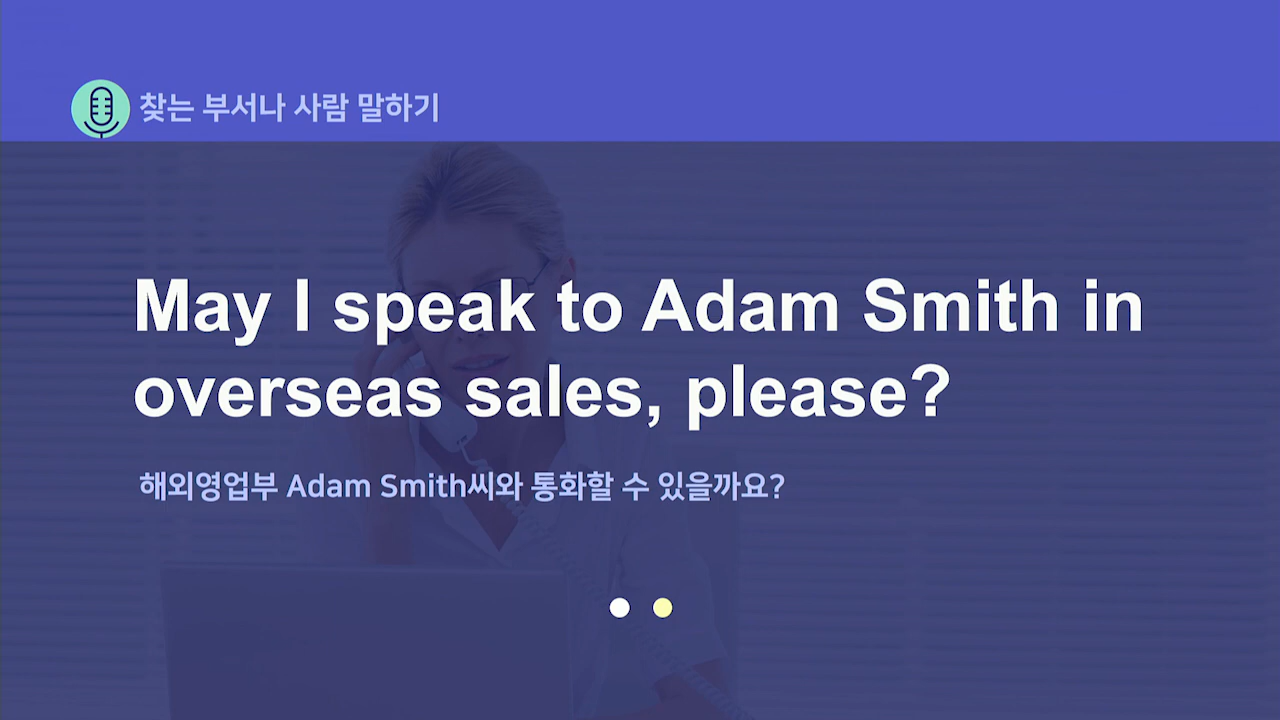 찾는 부서나 사람 말하기
May I speak to Adam Smith in
overseas sales, please?
해외영업부 Adam Smith씨와 통화할 수 있을까요?